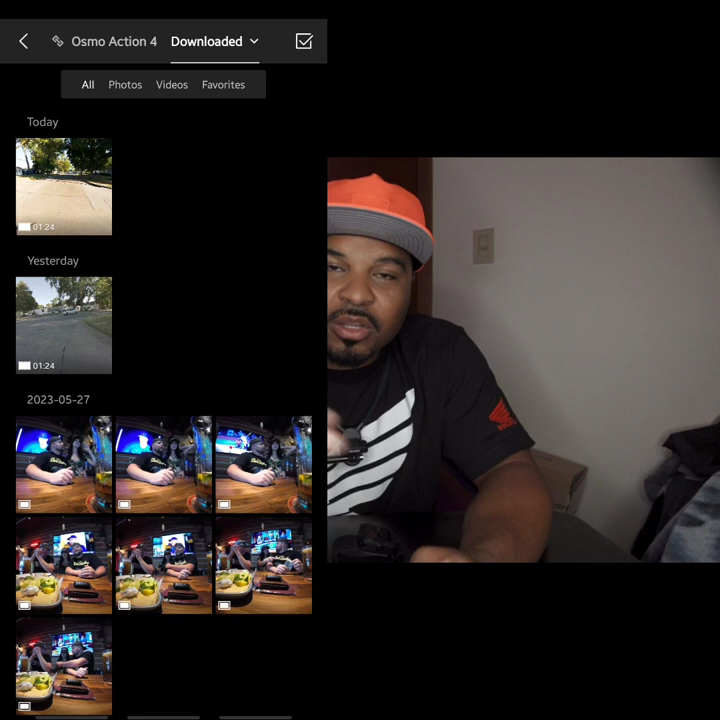 Osmo Action 4 Downloaded
All Photos Videos Favorites
Today
01:24
Yesterday
01:24
2023-05-27